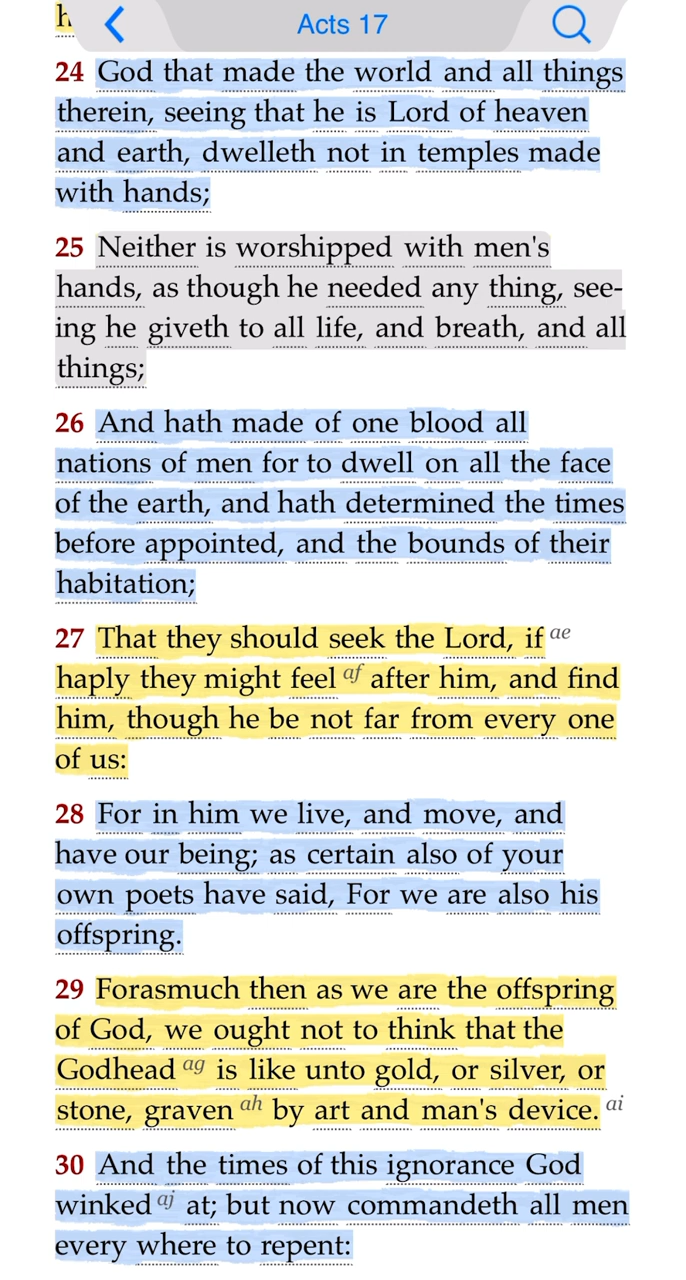 h
Acts 17
24 God that made the world and all things
therein, seeing that he is Lord of heaven
and earth, dwelleth not in temples made
with hands;
25 Neither is worshipped with men's
hands, as though he needed any thing, see-
ing he giveth to all life, and breath, and all
things;
26 And hath made of one blood all
nations of men for to dwell on all the face
of the earth, and hath determined the times
before appointed, and the bounds of their
habitation;
27 That they should seek the Lord, if ae
haply they might feel af after him, and find
him, though he be not far from every one
of us:
28 For in him we live, and move, and
have our being; as certain also of your
own poets have said, For we are also his
offspring.
29 Forasmuch then as we are the offspring
of God, we ought not to think that the
Godhead ag is like unto gold, or silver, or
stone, graven ah by art and man's device. ai
30 And the times of this ignorance God
winked aj at; but now commandeth all men
every where to repent: